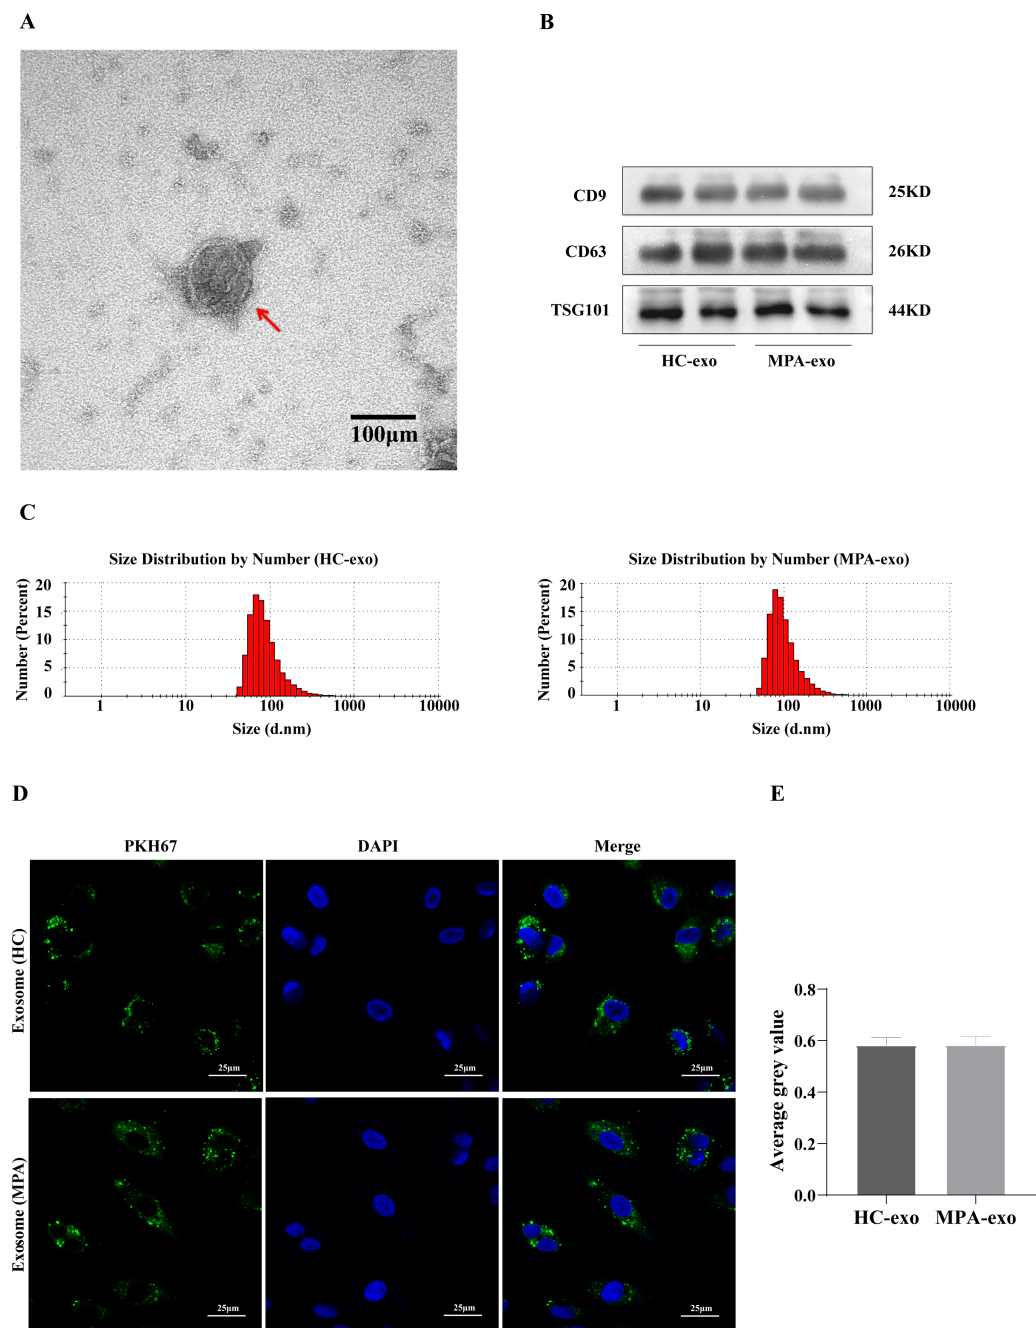 A
B
100μm
CD9
25KD
CD63
26KD
TSG101
44KD
HC-exo
MPA-exo
C
Size Distribution by Number (HC-exo)
Number (Percent)
20
15
10
5
0
1
10
100
1000
10000
Size (d.nm)
Size Distribution by Number (MPA-exo)
Number (Percent)
20
15
10
5
0
1
10
100
1000
10000
Size (d.nm)
D
PKH67
DAPI
Merge
Exosome (HC)
25μm
25μm
25μm
Exosome (MPA)
25μm
25μm
25μm
E
Average grey value
0.8
0.6
0.4
0.2
0.0
HC-exo
MPA-exo